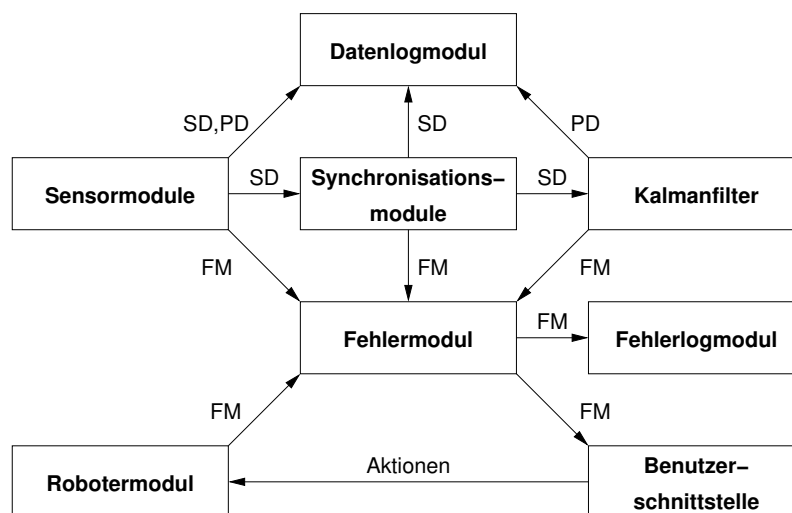 Datenlogmodul
SD,PD
SD
PD
Sensormodule
SD
Synchronisations–
module
SD
Kalmanfilter
FM
FM
FM
Fehlermodul
FM
Fehlerlogmodul
FM
FM
Robotermodul
Aktionen
Benutzer–
schnittstelle